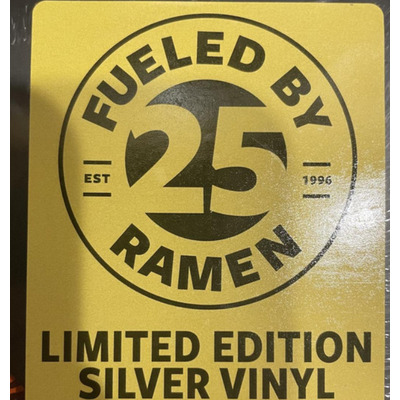 FUELED BY
25
EST 1996
RAMEN
LIMITED EDITION
SILVER VINYL